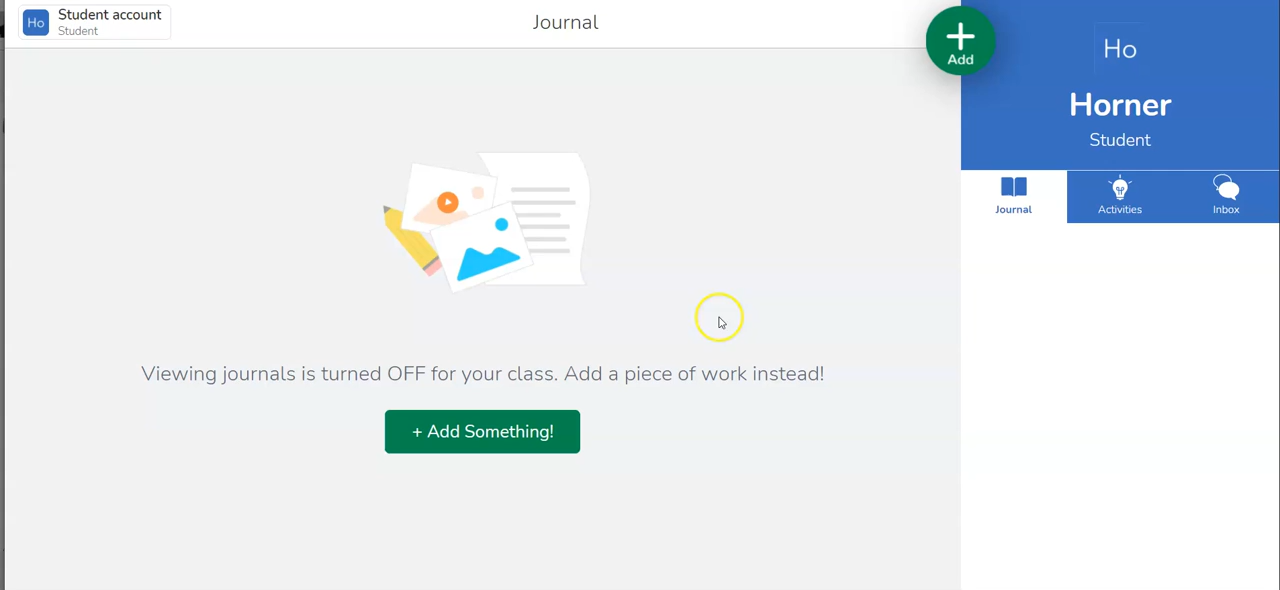 Ho
Student account
Student
Journal
Add
Ho
Horner
Student
Journal
Activities
Inbox
Viewing journals is turned OFF for your class. Add a piece of work instead!
+ Add Something!